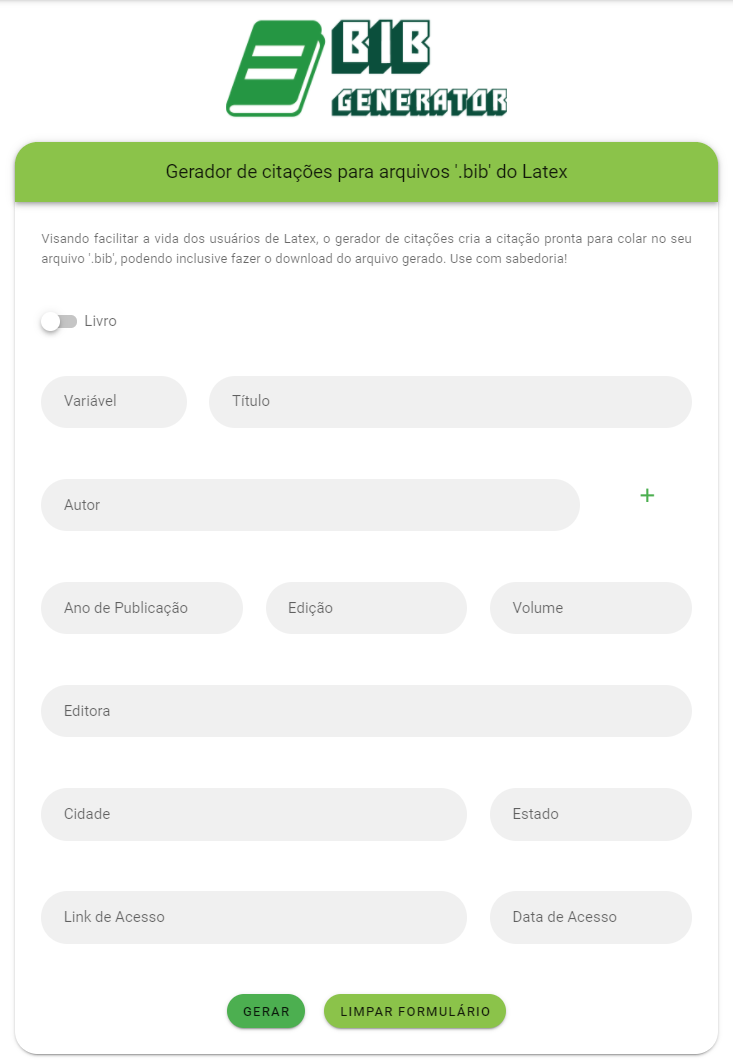 BIB
GENERATOR
Gerador de citações para arquivos '.bib' do Latex
Visando facilitar a vida dos usuários de Latex, o gerador de citações cria a citação pronta para colar no seu
arquivo '.bib', podendo inclusive fazer o download do arquivo gerado. Use com sabedoria!
Livro
Variável Título
Autor +
Ano de Publicação Edição Volume
Editora
Cidade Estado
Link de Acesso Data de Acesso
GERAR LIMPAR FORMULÁRIO